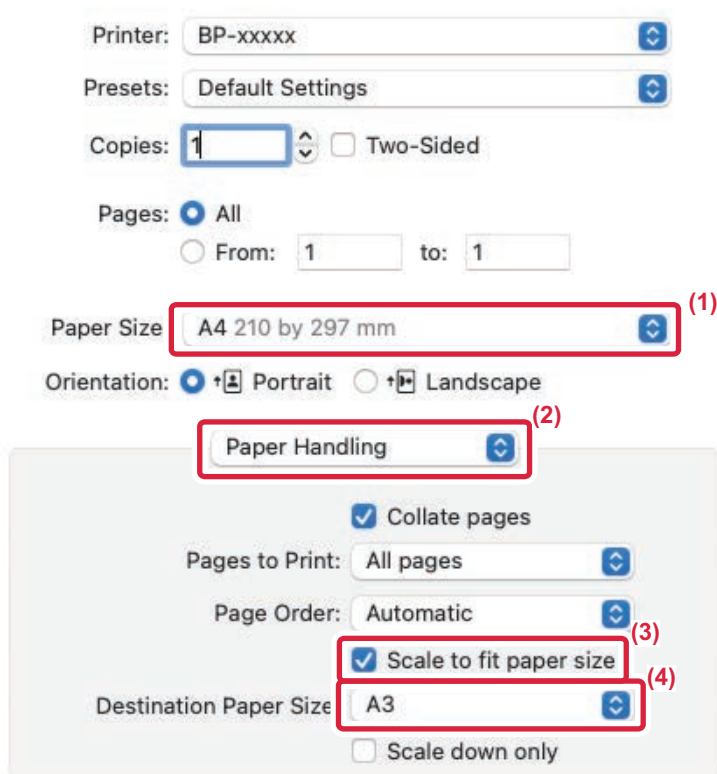 Printer: BP-xxxxx
Presets: Default Settings
Copies: 1 Two-Sided
Pages: All
From: 1 to: 1
(1)
Paper Size A4 210 by 297 mm
Orientation: Portrait Landscape
(2)
Paper Handling
Collate pages
Pages to Print: All pages
Page Order: Automatic
(3)
Scale to fit paper size
(4)
Destination Paper Size A3
Scale down only